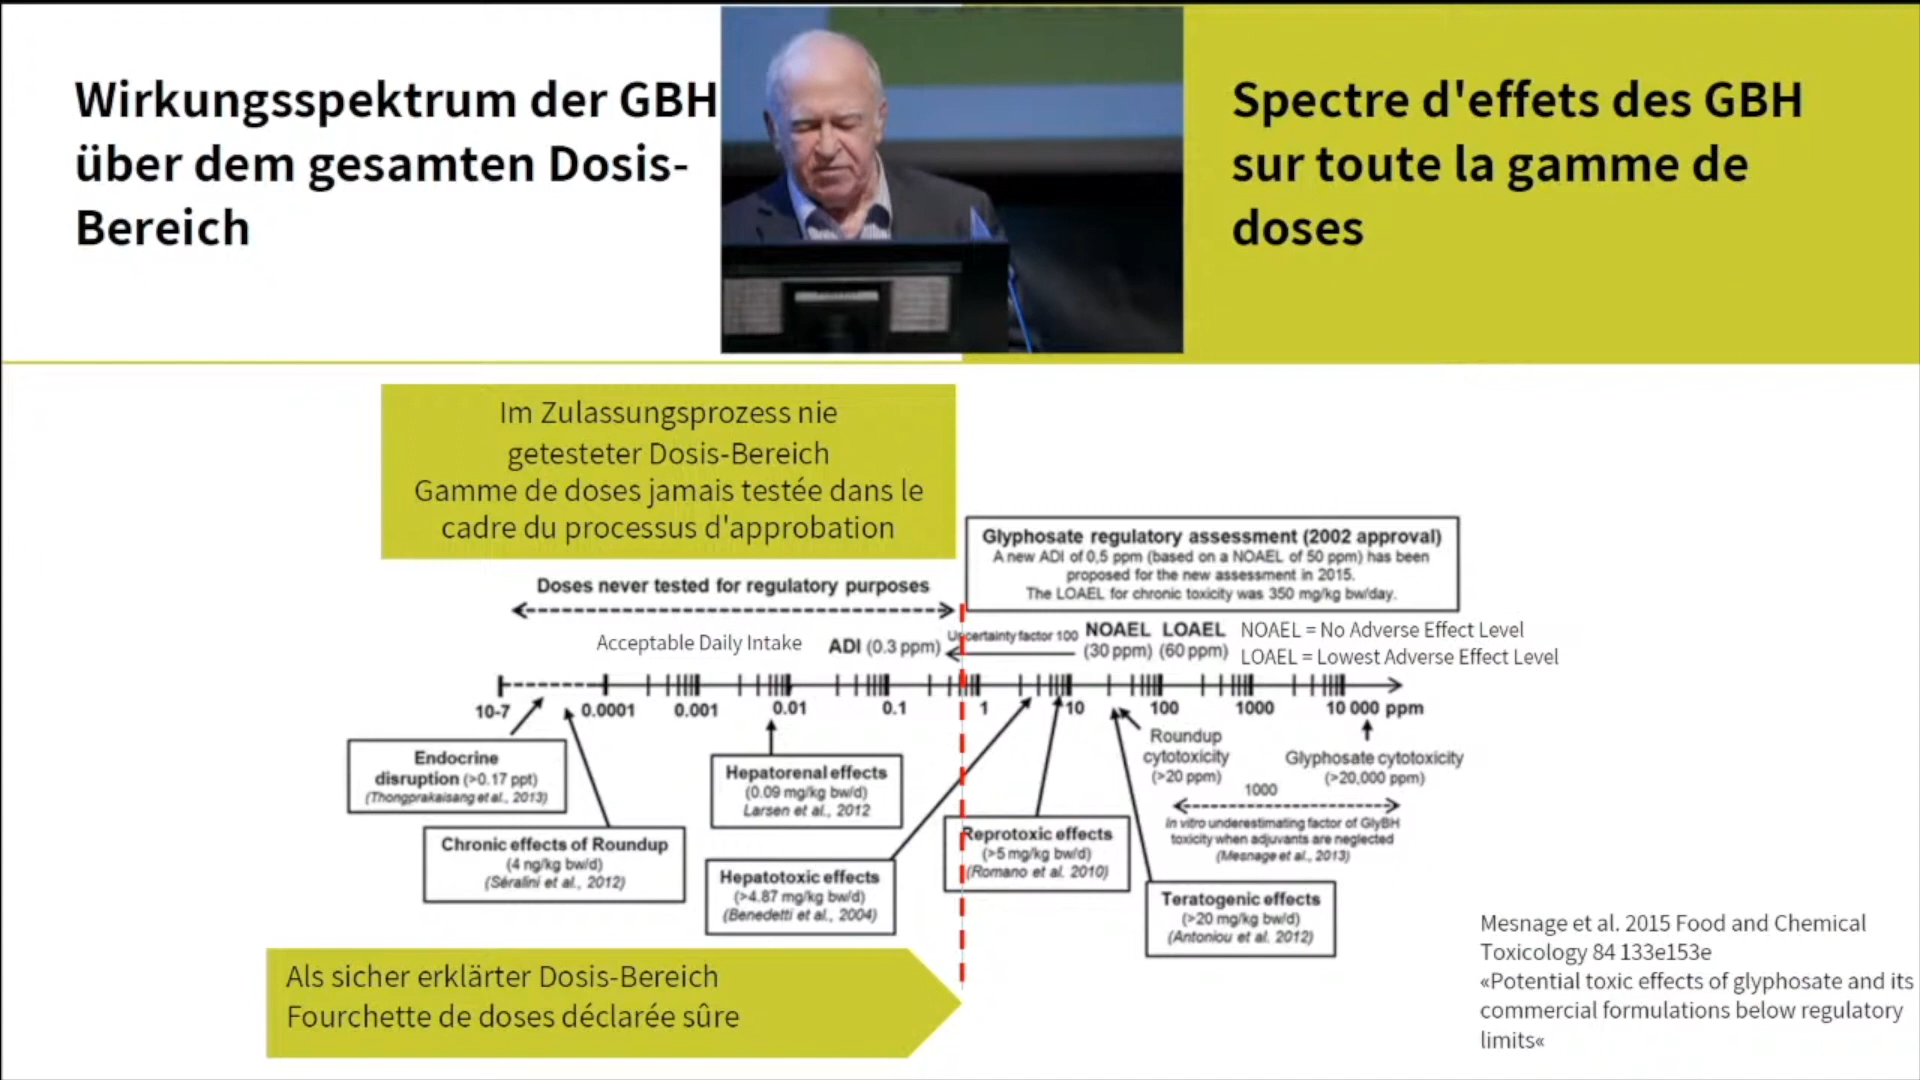 Wirkungsspektrum der GBH
über dem gesamten Dosis-
Bereich
Spectre d'effets des GBH
sur toute la gamme de
doses
Im Zulassungsprozess nie
getesteter Dosis-Bereich
Gamme de doses jamais testée dans le
cadre du processus d'approbation
Glyphosate regulatory assessment (2002 approval)
A new ADI of 0,5 ppm (based on a NOAEL of 50 ppm) has been
proposed for the new assessment in 2015.
The LOAEL for chronic toxicity was 350 mg/kg bw/day.
Doses never tested for regulatory purposes
Acceptable Daily Intake
ADI (0.3 ppm)
Uncertainty factor 100
NOAEL LOAEL
(30 ppm) (60 ppm)
NOAEL = No Adverse Effect Level
LOAEL = Lowest Adverse Effect Level
10-7 0.0001 0.001 0.01 0.1 1 10 100 1000 10 000 ppm
Endocrine
disruption (>0.17 ppt)
(Thongprakaisang et al., 2013)
Chronic effects of Roundup
(4 ng/kg bw/d)
(Séralini et al., 2012)
Hepatorenal effects
(0.09 mg/kg bw/d)
Larsen et al., 2012
Hepatotoxic effects
(>4.87 mg/kg bw/d)
(Benedetti et al., 2004)
Reprotoxic effects
(>5 mg/kg bw/d)
(Romano et al. 2010)
Roundup
cytotoxicity
(>20 ppm)
Glyphosate cytotoxicity
(>20,000 ppm)
1000
In vitro underestimating factor of GlyBH
toxicity when adjuvants are neglected
(Mesnage et al., 2013)
Teratogenic effects
(>20 mg/kg bw/d)
(Antoniou et al. 2012)
Als sicher erklärter Dosis-Bereich
Fourchette de doses déclarée sûre
Mesnage et al. 2015 Food and Chemical
Toxicology 84 133e153e
«Potential toxic effects of glyphosate and its
commercial formulations below regulatory
limits«